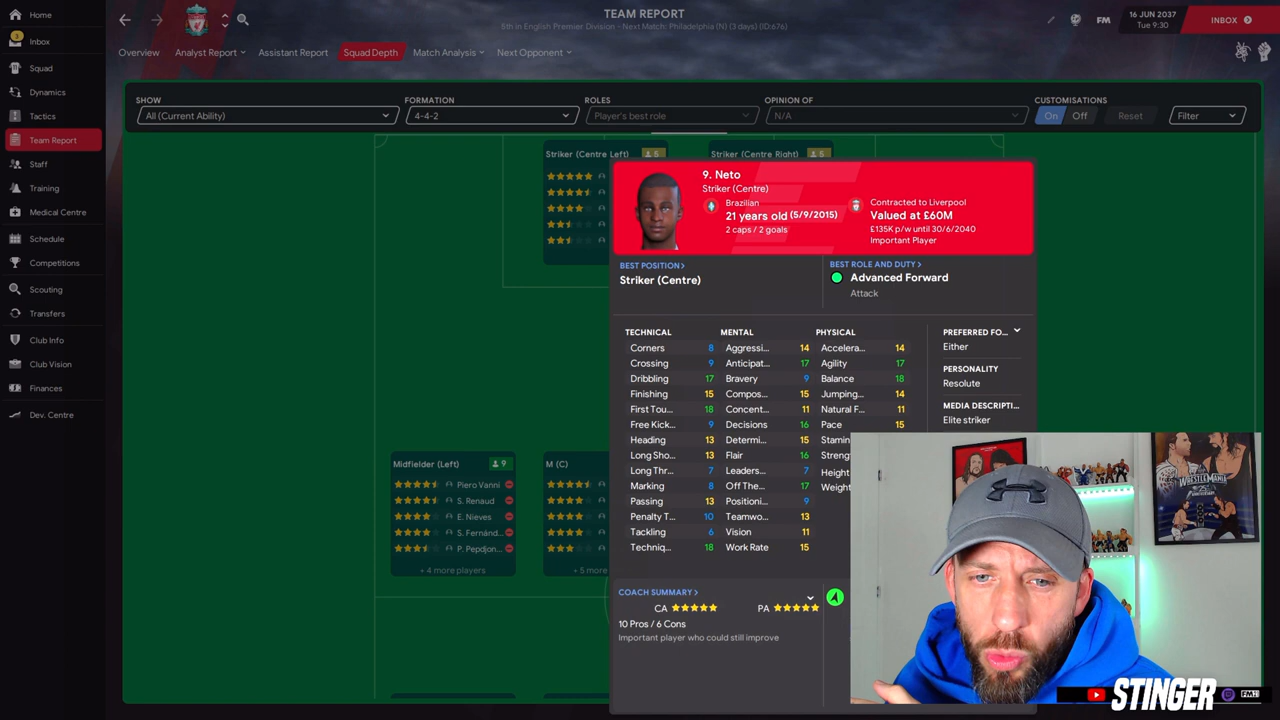 Home
TEAM REPORT
16 JUN 2037
Tue 9:30
INBOX
5th in English Premier Division - Next Match: Philadelphia (N) (3 days) (ID:676)
FM
3
Inbox
Overview
Analyst Report
Assistant Report
Squad Depth
Match Analysis
Next Opponent
Squad
Dynamics
Tactics
Team Report
Staff
Training
Medical Centre
Schedule
Competitions
Scouting
Transfers
Club Info
Club Vision
Finances
Dev. Centre
SHOW
FORMATION
ROLES
OPINION OF
CUSTOMISATIONS
All (Current Ability)
4-4-2
Player's best role
N/A
On
Off
Reset
Filter
Striker (Centre Left)
5
Striker (Centre Right)
5
9. Neto
Striker (Centre)
Brazilian
21 years old (5/9/2015)
2 caps / 2 goals
Contracted to Liverpool
Valued at £60M
£135K p/w until 30/6/2040
Important Player
BEST POSITION
Striker (Centre)
BEST ROLE AND DUTY
Advanced Forward
Attack
TECHNICAL
Corners 8
Crossing 9
Dribbling 17
Finishing 15
First Tou... 18
Free Kick... 9
Heading 13
Long Sho... 13
Long Thr... 7
Marking 8
Passing 13
Penalty T... 10
Tackling 6
Techniq... 18
MENTAL
Aggressi... 14
Anticipat... 17
Bravery 9
Compos... 15
Concent... 11
Decisions 16
Determi... 15
Flair 16
Leaders... 7
Off The... 17
Positioni... 9
Teamwo... 13
Vision 11
Work Rate 15
PHYSICAL
Accelera... 14
Agility 17
Balance 18
Jumping... 14
Natural F... 11
Pace 15
Stamin
Streng
Height
Weigh
PREFERRED FO...
Either
PERSONALITY
Resolute
MEDIA DESCRIPTI...
Elite striker
Midfielder (Left)
9
Piero Vanni
S. Renaud
E. Nieves
S. Fernánd...
P. Pepdjon...
+ 4 more players
M (C)
+ 5 more
COACH SUMMARY
CA
PA
10 Pros / 6 Cons
Important player who could still improve
WRESTLEMANIA
STINGER
FM